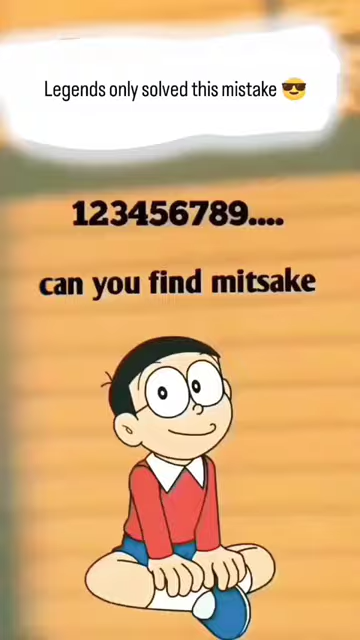 Legends only solved this mistake 😎
123456789....
can you find mitsake